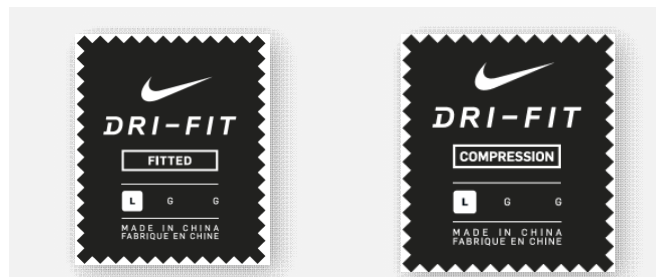 DRI-FIT
FITTED
L G G
MADE IN CHINA
FABRIQUE EN CHINE
DRI-FIT
COMPRESSION
L G G
MADE IN CHINA
FABRIQUE EN CHINE